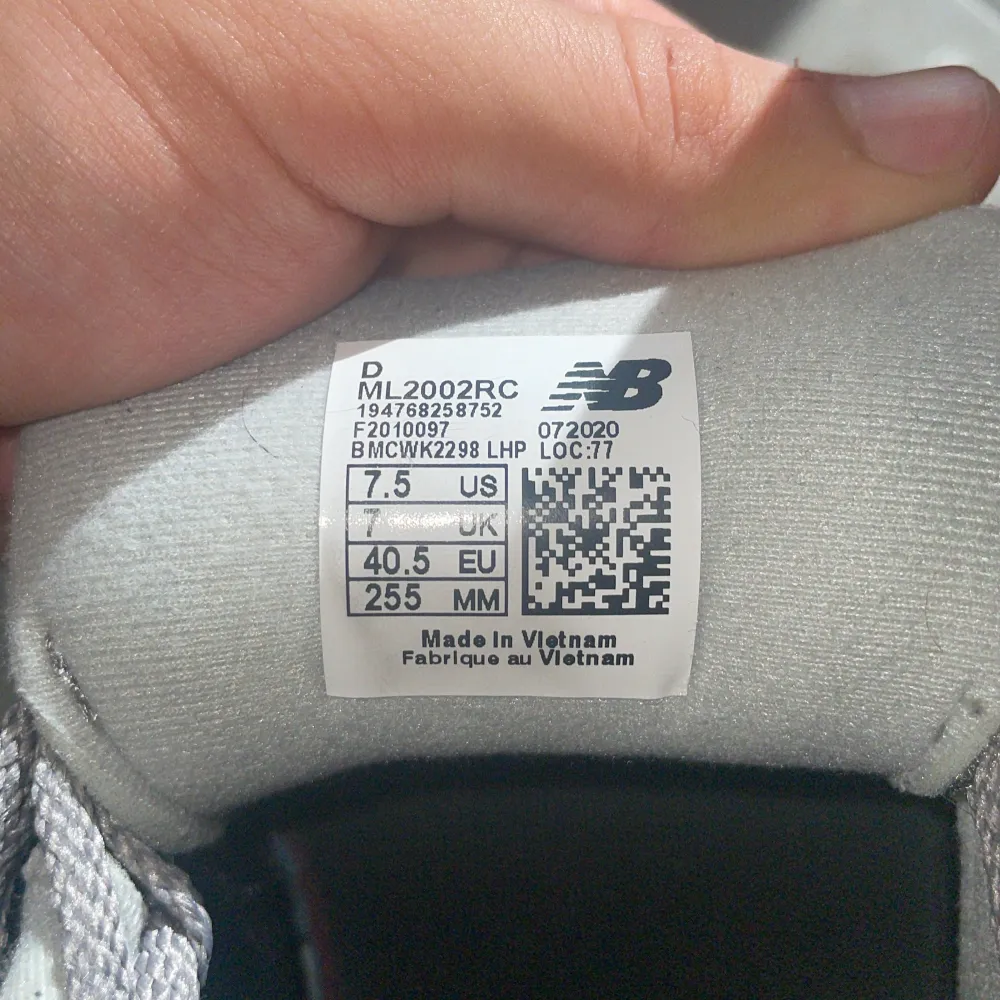 D
ML2002RC NB
194768258752
F2010097 072020
BMCWK2298 LHP LOC:77
7.5 US
7 UK
40.5 EU
255 MM
Made in Vietnam
Fabrique au Vietnam